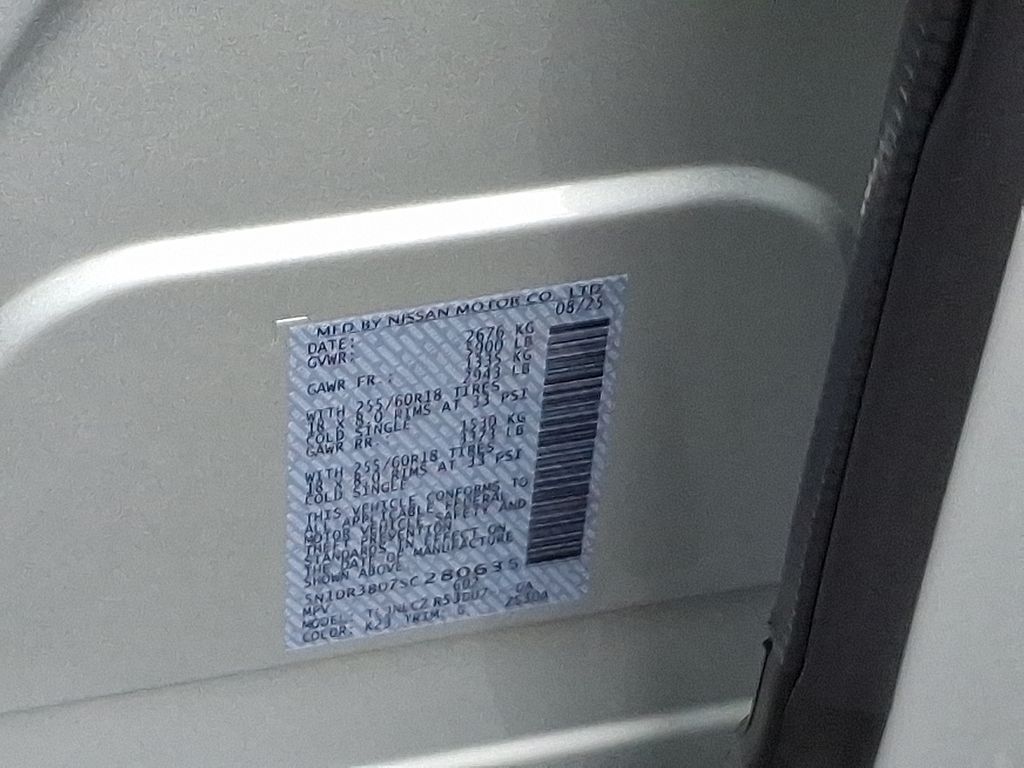 MFD BY NISSAN MOTOR CO. LTD
DATE: 08/25
GVWR: 2676 KG
5900 LB
GAWR FR.: 1335 KG
2943 LB
WITH 255/60R18 TIRES
18 X 8.0 RIMS AT 33 PSI
COLD SINGLE
GAWR RR.: 1530 KG
3373 LB
WITH 255/60R18 TIRES
18 X 8.0 RIMS AT 33 PSI
COLD SINGLE
THIS VEHICLE CONFORMS TO
ALL APPLICABLE FEDERAL
MOTOR VEHICLE SAFETY AND
THEFT PREVENTION
STANDARDS IN EFFECT ON
THE DATE OF MANUFACTURE
SHOWN ABOVE
280635
MPV
MODEL:
COLOR: K23 TRIM: G